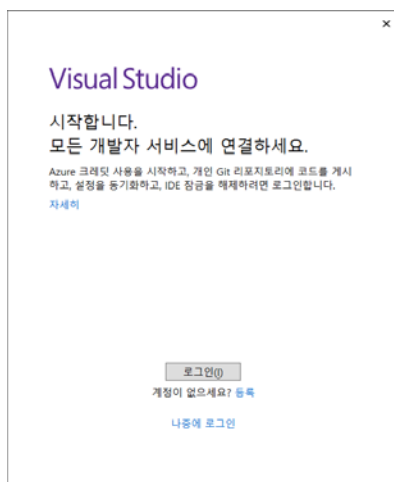 Visual Studio
시작합니다.
모든 개발자 서비스에 연결하세요.
Azure 크레딧 사용을 시작하고, 개인 Git 리포지토리에 코드를 게시
하고, 설정을 동기화하고, IDE 잠금을 해제하려면 로그인합니다.
자세히
로그인(I)
계정이 없으세요? 등록
나중에 로그인